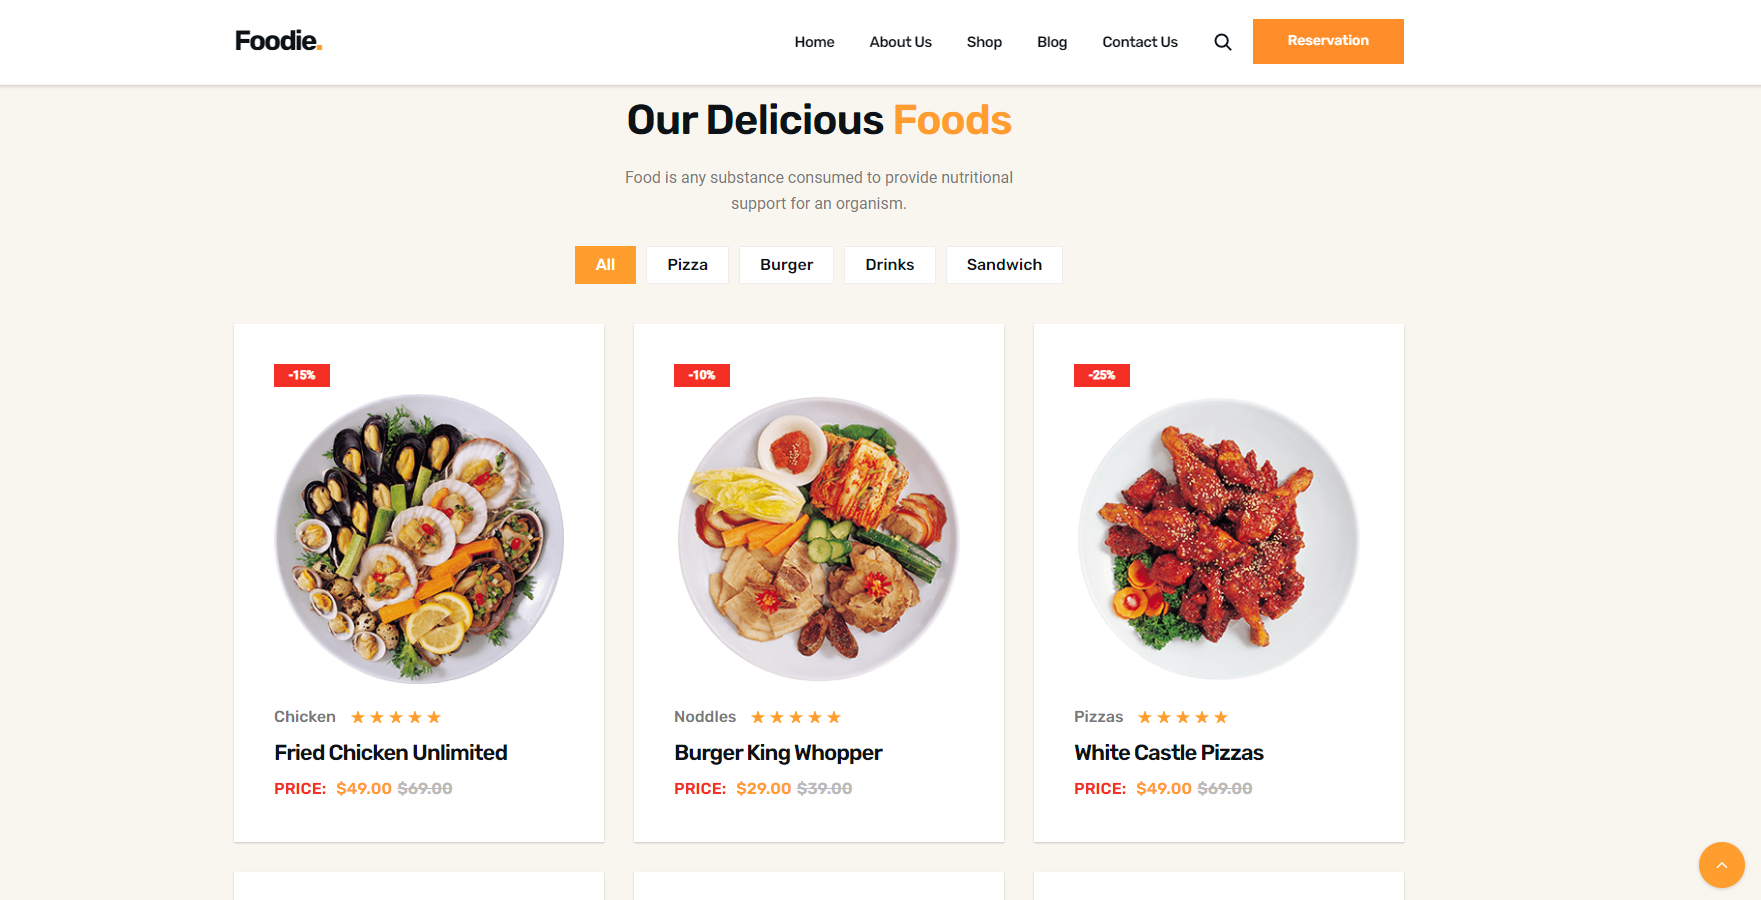 Foodie.
Home About Us Shop Blog Contact Us Reservation
Our Delicious Foods
Food is any substance consumed to provide nutritional
support for an organism.
All Pizza Burger Drinks Sandwich
-15%
Chicken
Fried Chicken Unlimited
PRICE: $49.00 $69.00
-10%
Noddles
Burger King Whopper
PRICE: $29.00 $39.00
-25%
Pizzas
White Castle Pizzas
PRICE: $49.00 $69.00